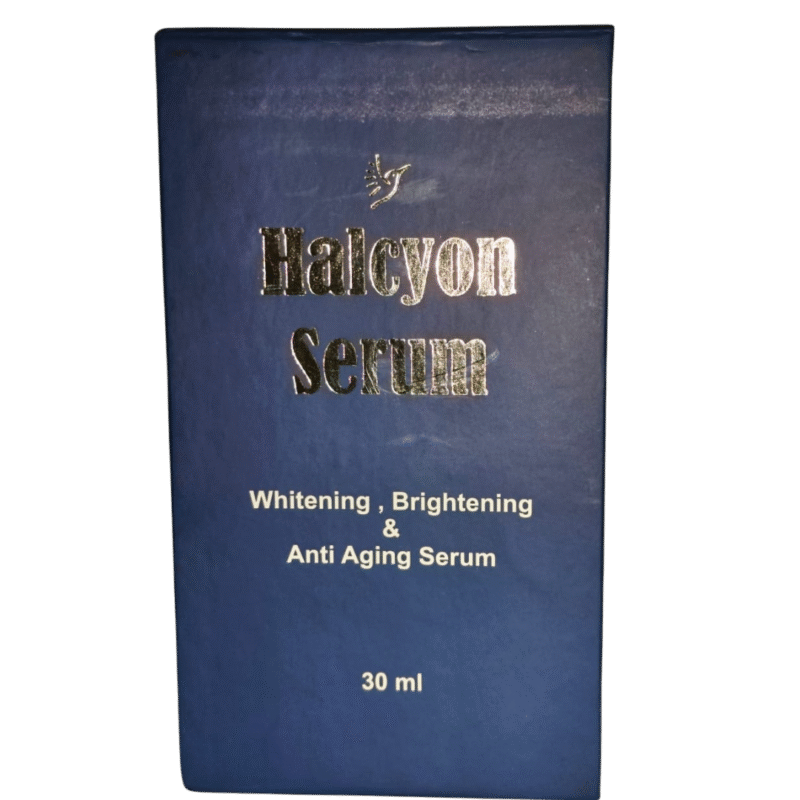 Halcyon
Serum
Whitening , Brightening
&
Anti Aging Serum
30 ml